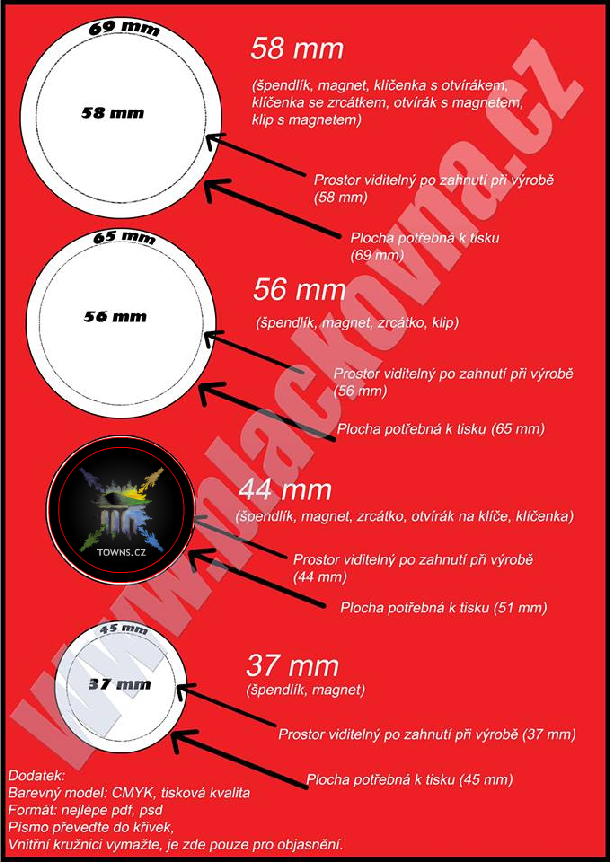 69 mm
58 mm
58 mm
(špendlík, magnet, klíčenka s otvírákem,
klíčenka se zrcátkem, otvírák s magnetem,
klip s magnetem)
Prostor viditelný po zahnutí při výrobě
(58 mm)
Plocha potřebná k tisku
(69 mm)
65 mm
56 mm
56 mm
(špendlík, magnet, zrcátko, klip)
Prostor viditelný po zahnutí při výrobě
(56 mm)
Plocha potřebná k tisku (65 mm)
TOWNS.CZ
44 mm
(špendlík, magnet, zrcátko, otvírák na klíče, klíčenka)
Prostor viditelný po zahnutí při výrobě
(44 mm)
Plocha potřebná k tisku (51 mm)
45 mm
37 mm
37 mm
(špendlík, magnet)
Prostor viditelný po zahnutí při výrobě (37 mm)
Plocha potřebná k tisku (45 mm)
Dodatek:
Barevný model: CMYK, tisková kvalita
Formát: nejlépe pdf, psd
Písmo převeďte do křivek,
Vnitřní kružnici vymažte, je zde pouze pro objasnění.